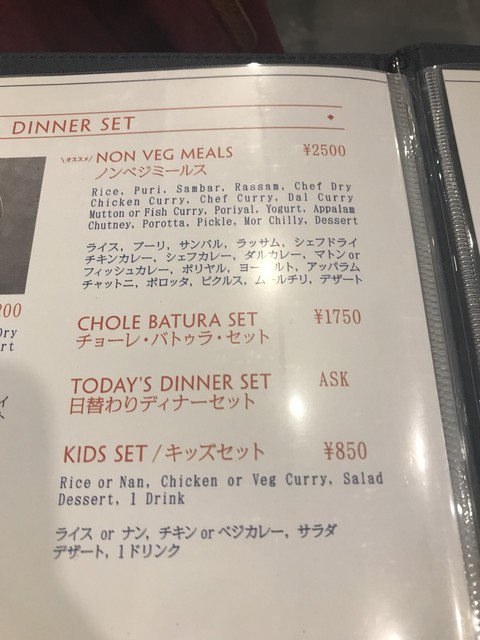 DINNER SET
\オススメ/ NON VEG MEALS ¥2500
ノンベジミールス
Rice, Puri, Sambar, Rassam, Chef Dry
Chicken Curry, Chef Curry, Dal Curry
Mutton or Fish Curry, Poriyal, Yogurt, Appalam
Chutney, Porotta, Pickle, Mor Chilly, Dessert
ライス, プーリ, サンバル, ラッサム, シェフドライ
チキンカレー, シェフカレー, ダルカレー, マトン or
フィッシュカレー, ポリヤル, ヨーグルト, アッパラム
チャットニ, ポロッタ, ピクルス, ムールチリ, デザート
200
Dry
rt
CHOLE BATURA SET ¥1750
チョーレ・バトゥラ・セット
TODAY'S DINNER SET ASK
日替わりディナーセット
KIDS SET / キッズセット ¥850
Rice or Nan, Chicken or Veg Curry, Salad
Dessert, 1 Drink
ライス or ナン, チキン or ベジカレー, サラダ
デザート, 1ドリンク